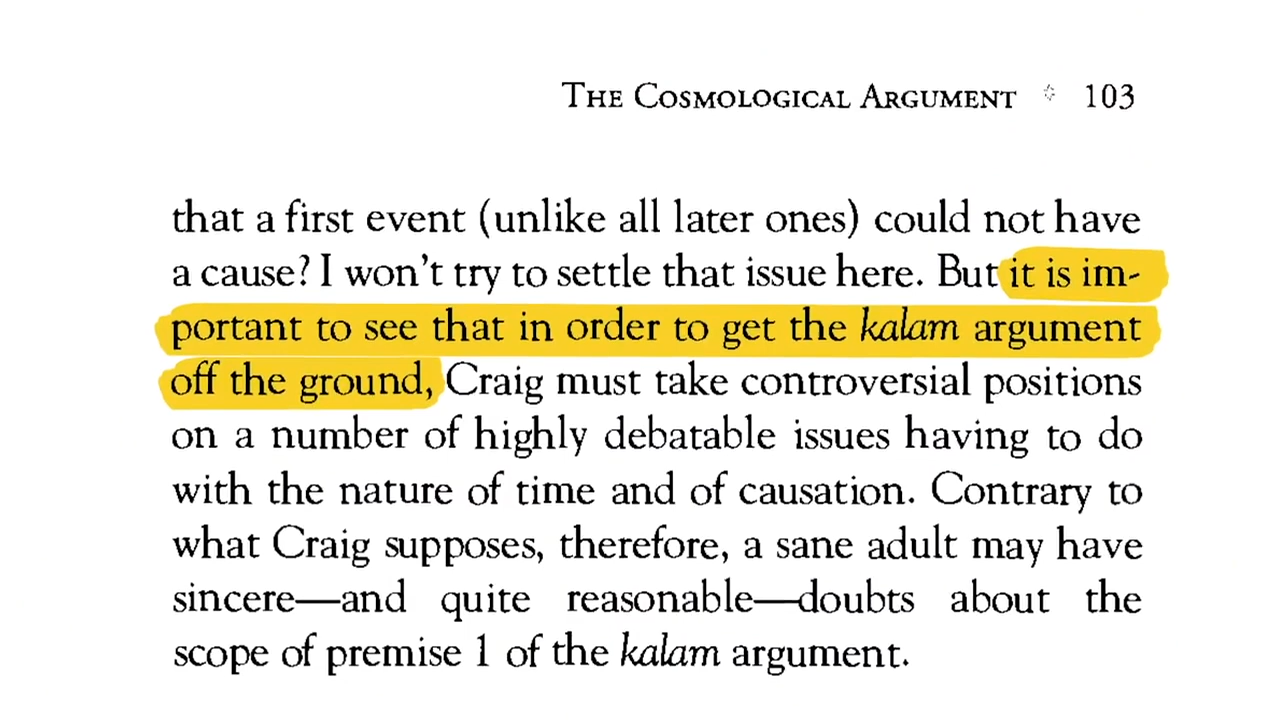 THE COSMOLOGICAL ARGUMENT 103
that a first event (unlike all later ones) could not have
a cause? I won't try to settle that issue here. But it is im-
portant to see that in order to get the kalam argument
off the ground, Craig must take controversial positions
on a number of highly debatable issues having to do
with the nature of time and of causation. Contrary to
what Craig supposes, therefore, a sane adult may have
sincere—and quite reasonable—doubts about the
scope of premise 1 of the kalam argument.